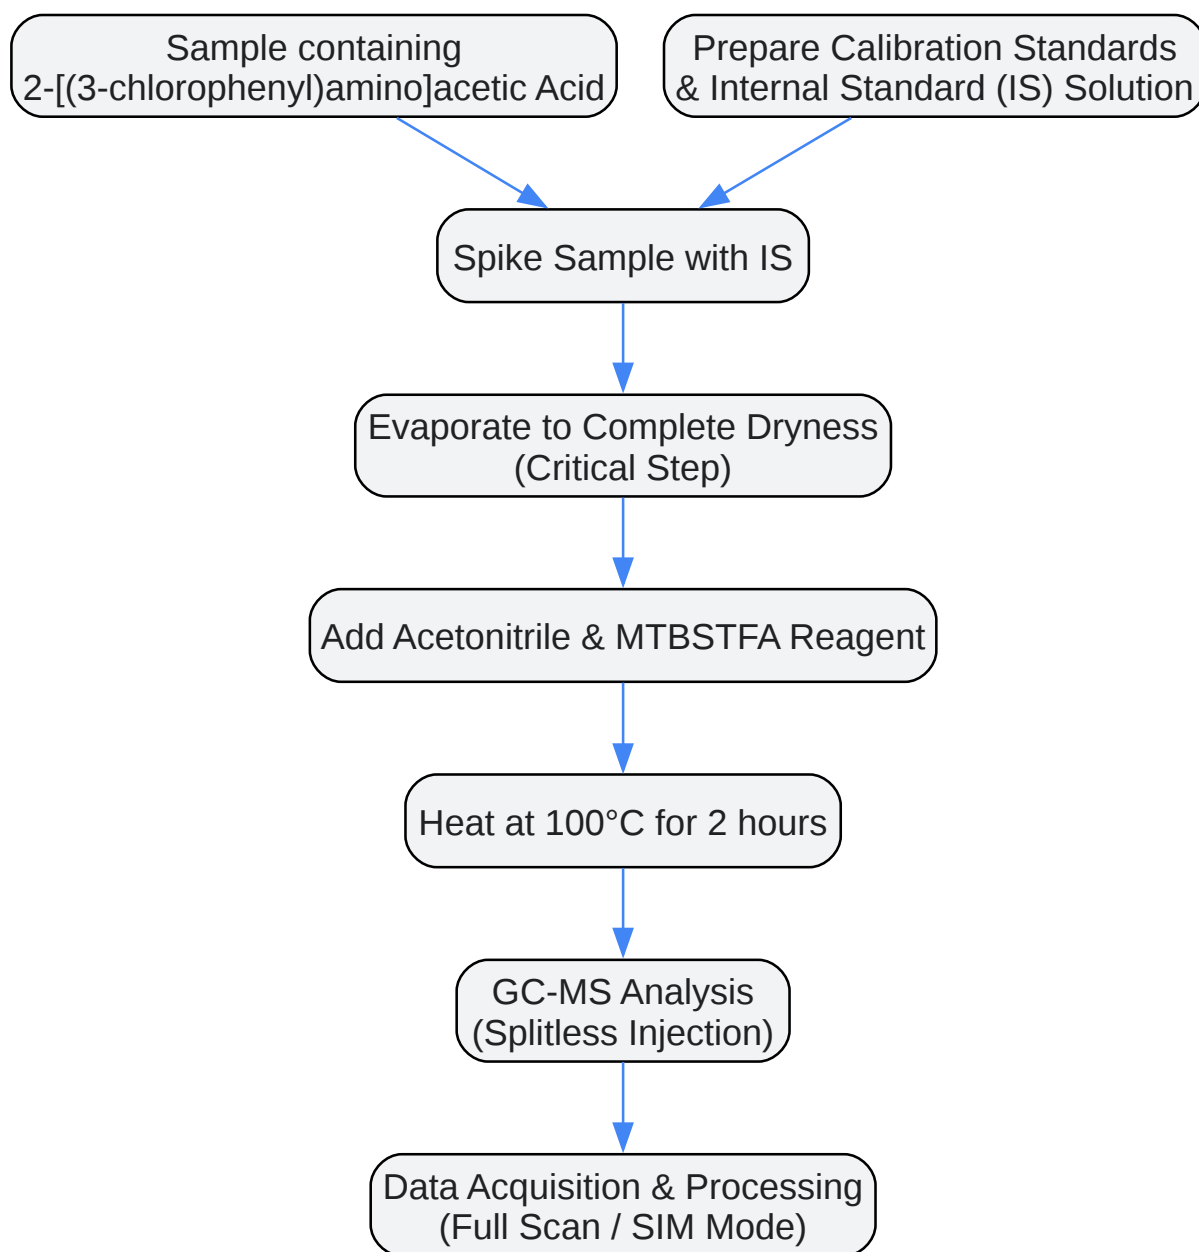 Sample containing
2-[(3-chlorophenyl)amino]acetic Acid
Prepare Calibration Standards
& Internal Standard (IS) Solution
Spike Sample with IS
Evaporate to Complete Dryness
(Critical Step)
Add Acetonitrile & MTBSTFA Reagent
Heat at 100°C for 2 hours
GC-MS Analysis
(Splitless Injection)
Data Acquisition & Processing
(Full Scan / SIM Mode)